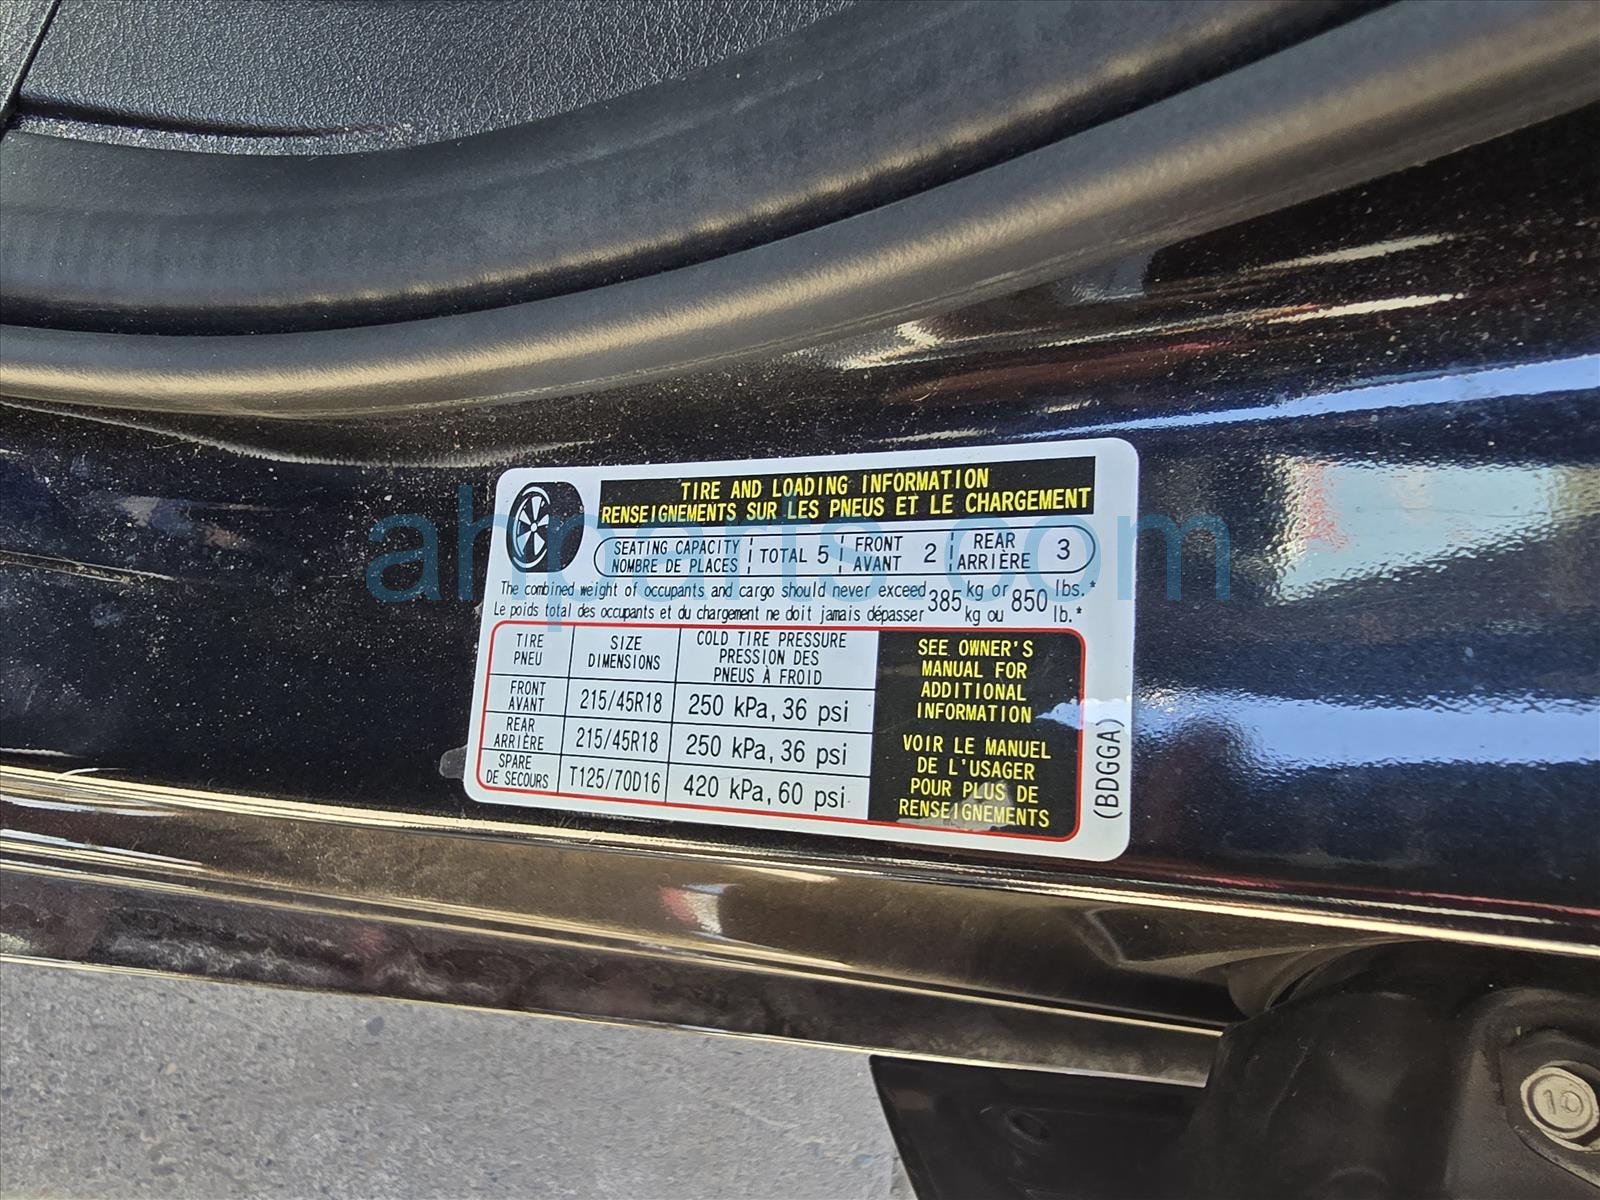 TIRE AND LOADING INFORMATION
RENSEIGNEMENTS SUR LES PNEUS ET LE CHARGEMENT
SEATING CAPACITY
NOMBRE DE PLACES
TOTAL 5
FRONT
AVANT
2
REAR
ARRIÈRE
3
The combined weight of occupants and cargo should never exceed 385 kg or 850 lbs.*
Le poids total des occupants et du chargement ne doit jamais dépasser kg ou lb.*
TIRE
PNEU
SIZE
DIMENSIONS
COLD TIRE PRESSURE
PRESSION DES
PNEUS À FROID
FRONT
AVANT
215/45R18
250 kPa, 36 psi
REAR
ARRIÈRE
215/45R18
250 kPa, 36 psi
SPARE
DE SECOURS
T125/70D16
420 kPa, 60 psi
SEE OWNER'S
MANUAL FOR
ADDITIONAL
INFORMATION
VOIR LE MANUEL
DE L'USAGER
POUR PLUS DE
RENSEIGNEMENTS
(BDGGA)
ahparts.com
10